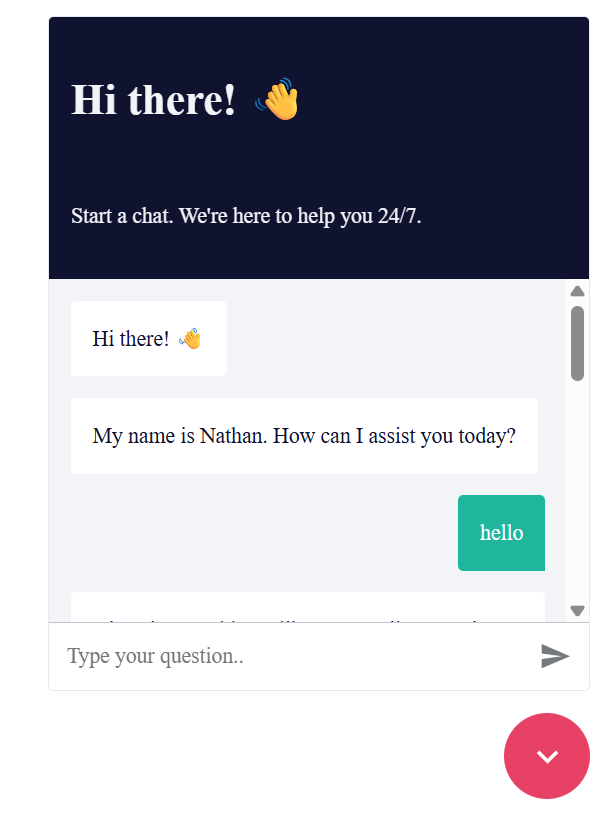 Hi there! 👋
Start a chat. We're here to help you 24/7.
Hi there! 👋
My name is Nathan. How can I assist you today?
hello
Type your question..